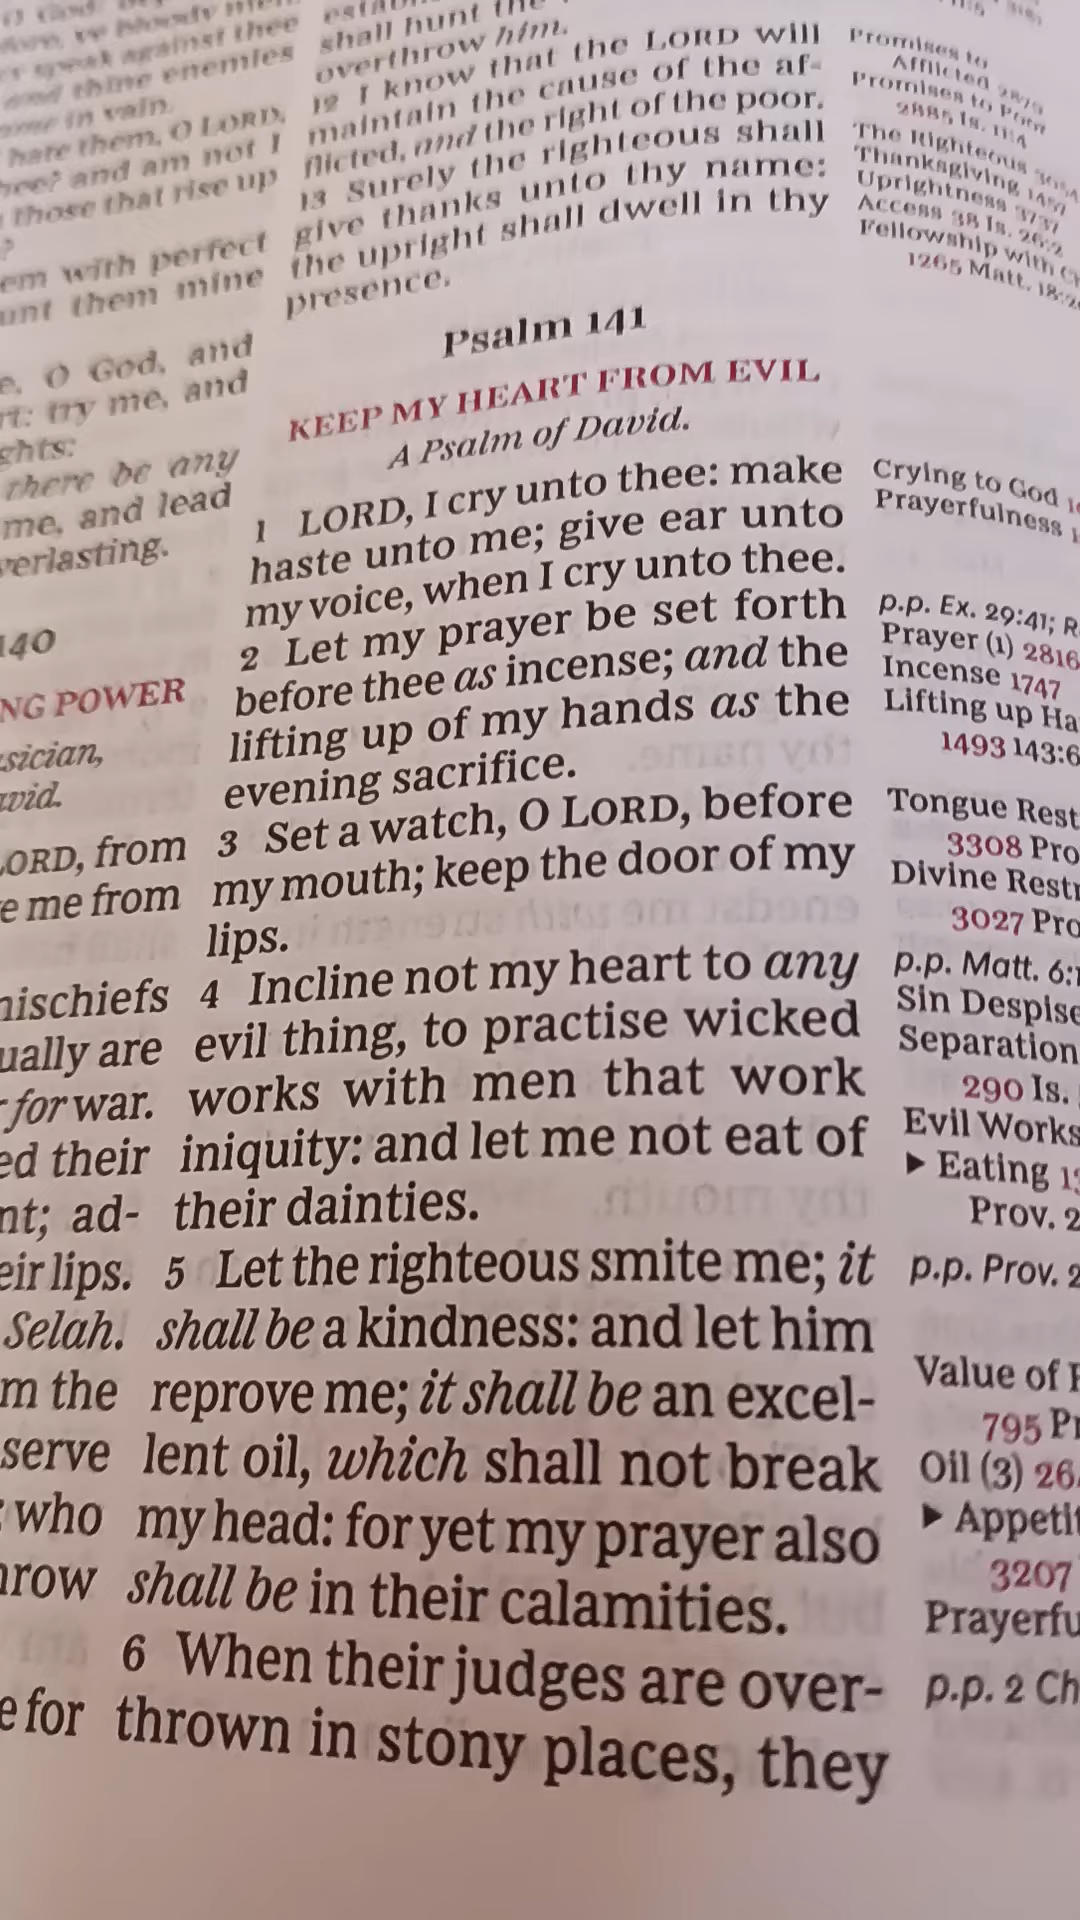 speak against thee
and thine enemies
in vain.
hate them, O LORD,
and am not I
those that rise up
?
em with perfect
unt them mine
e, O God, and
rt: try me, and
ghts:
there be any
me, and lead
verlasting.
140
NG POWER
sician,
vid.
LORD, from
e me from
mischiefs
ually are
for war.
ed their
nt; ad-
eir lips.
Selah.
m the
serve
who
hrow
e for
shall hunt the
overthrow him.
12 I know that the LORD will
maintain the cause of the af-
flicted, and the right of the poor.
13 Surely the righteous shall
give thanks unto thy name:
the upright shall dwell in thy
presence.
Psalm 141
KEEP MY HEART FROM EVIL
A Psalm of David.
1 LORD, I cry unto thee: make
haste unto me; give ear unto
my voice, when I cry unto thee.
2 Let my prayer be set forth
before thee as incense; and the
lifting up of my hands as the
evening sacrifice.
3 Set a watch, O LORD, before
my mouth; keep the door of my
lips.
4 Incline not my heart to any
evil thing, to practise wicked
works with men that work
iniquity: and let me not eat of
their dainties.
5 Let the righteous smite me; it
shall be a kindness: and let him
reprove me; it shall be an excel-
lent oil, which shall not break
my head: for yet my prayer also
shall be in their calamities.
6 When their judges are over-
thrown in stony places, they
Promises to
Afflicted 2879
Promises to Poor
2885 Is. 11:4
The Righteous
Thanksgiving 1457
Uprightness 3737
Access 38 Is. 26:2
Fellowship with C
1265 Matt. 18:2
Crying to God
Prayerfulness
p.p. Ex. 29:41; R
Prayer (1) 2816
Incense 1747
Lifting up Ha
1493 143:6
Tongue Rest
3308 Pro
Divine Restr
3027 Pro
p.p. Matt. 6:1
Sin Despise
Separation
290 Is.
Evil Works
▶ Eating 13
Prov. 2
p.p. Prov. 2
Value of
795 Pr
Oil (3) 26
▶ Appetit
3207
Prayerfu
p.p. 2 Ch